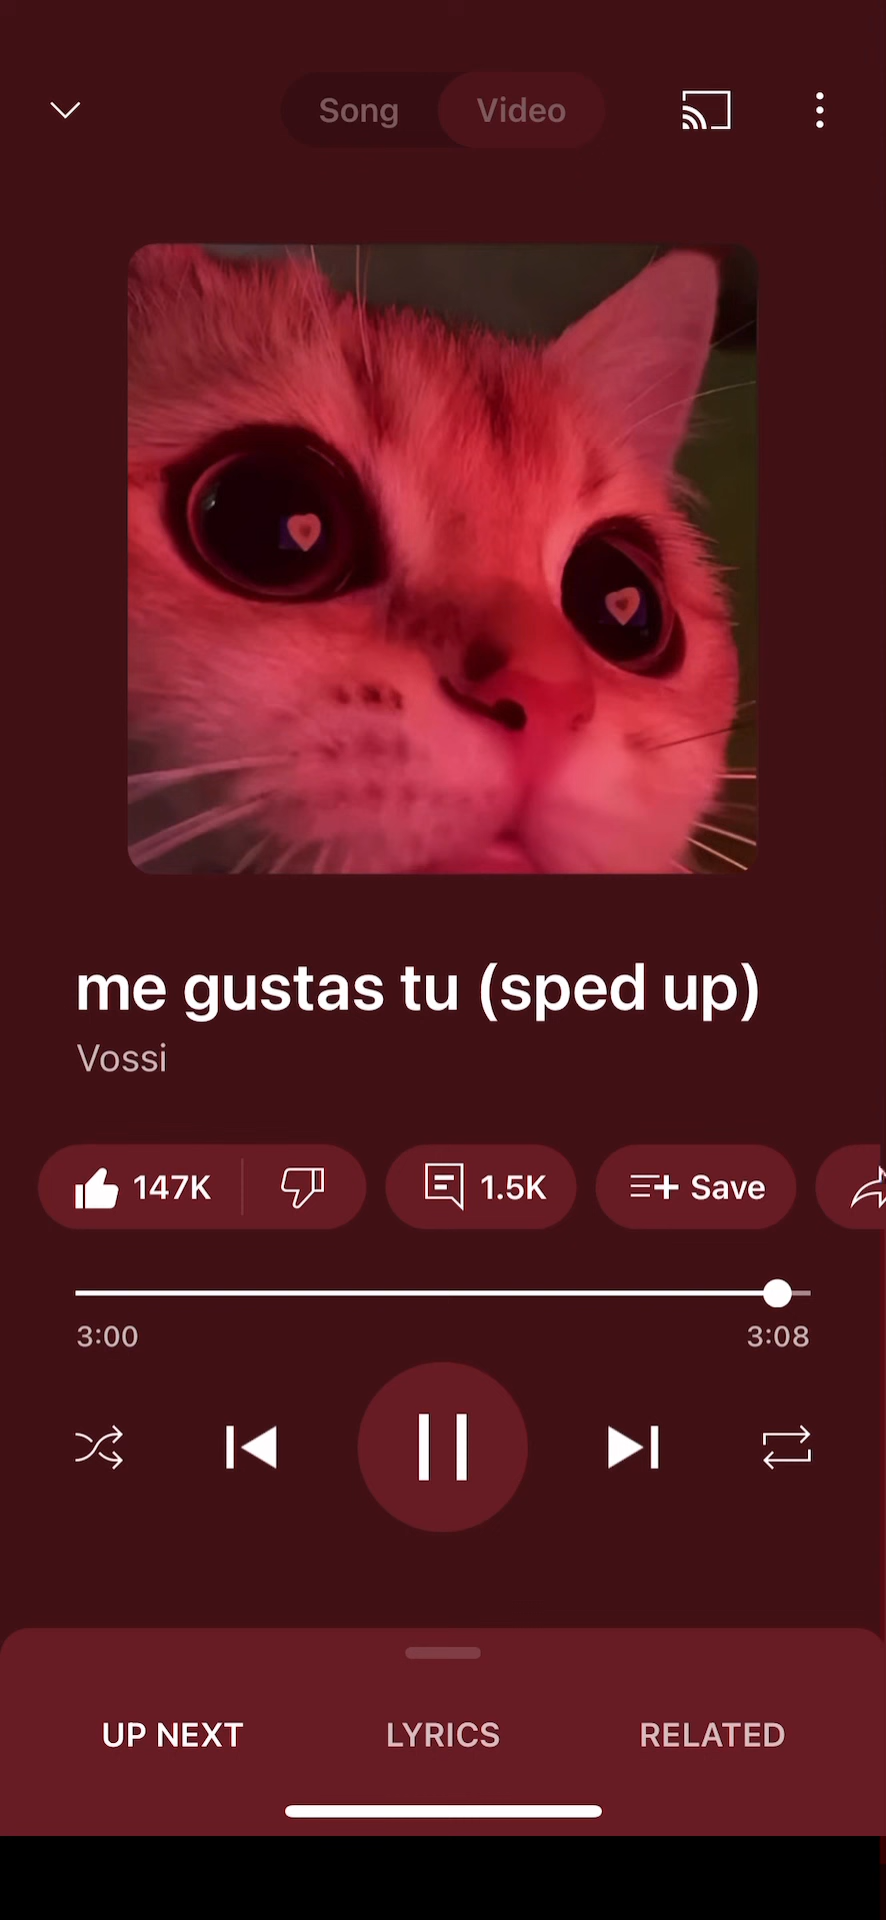 Song Video
me gustas tu (sped up)
Vossi
147K 1.5K Save
3:00 3:08
UP NEXT LYRICS RELATED